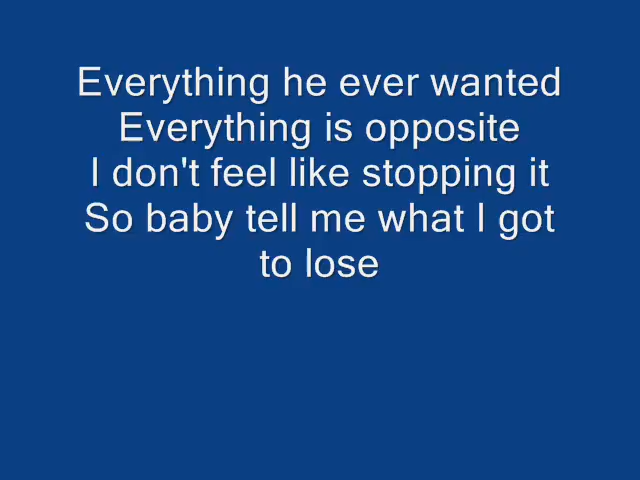 Everything he ever wanted
Everything is opposite
I don't feel like stopping it
So baby tell me what I got
to lose